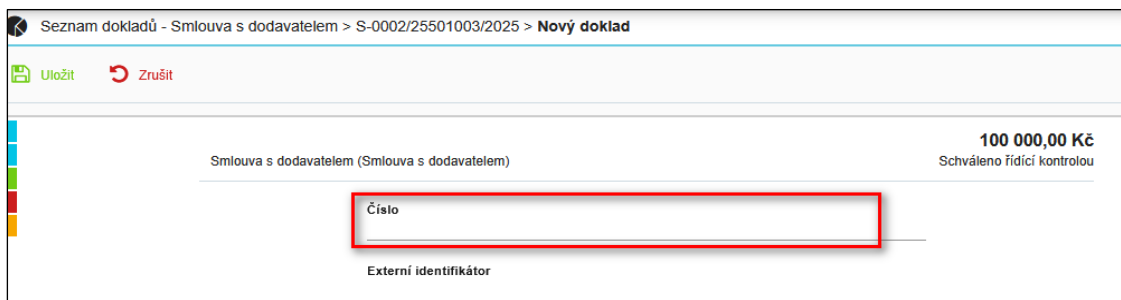 Seznam dokladů - Smlouva s dodavatelem > S-0002/25501003/2025 > Nový doklad
Uložit Zrušit
100 000,00 Kč
Smlouva s dodavatelem (Smlouva s dodavatelem) Schváleno řídící kontrolou
Číslo
Externí identifikátor